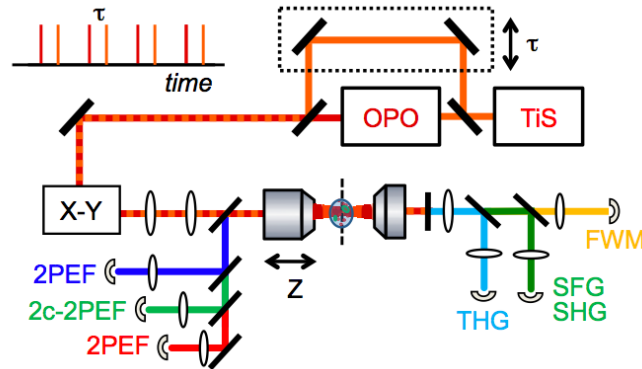 τ
time
τ
OPO
TiS
X-Y
Z
2PEF
2c-2PEF
2PEF
FWM
THG
SFG
SHG